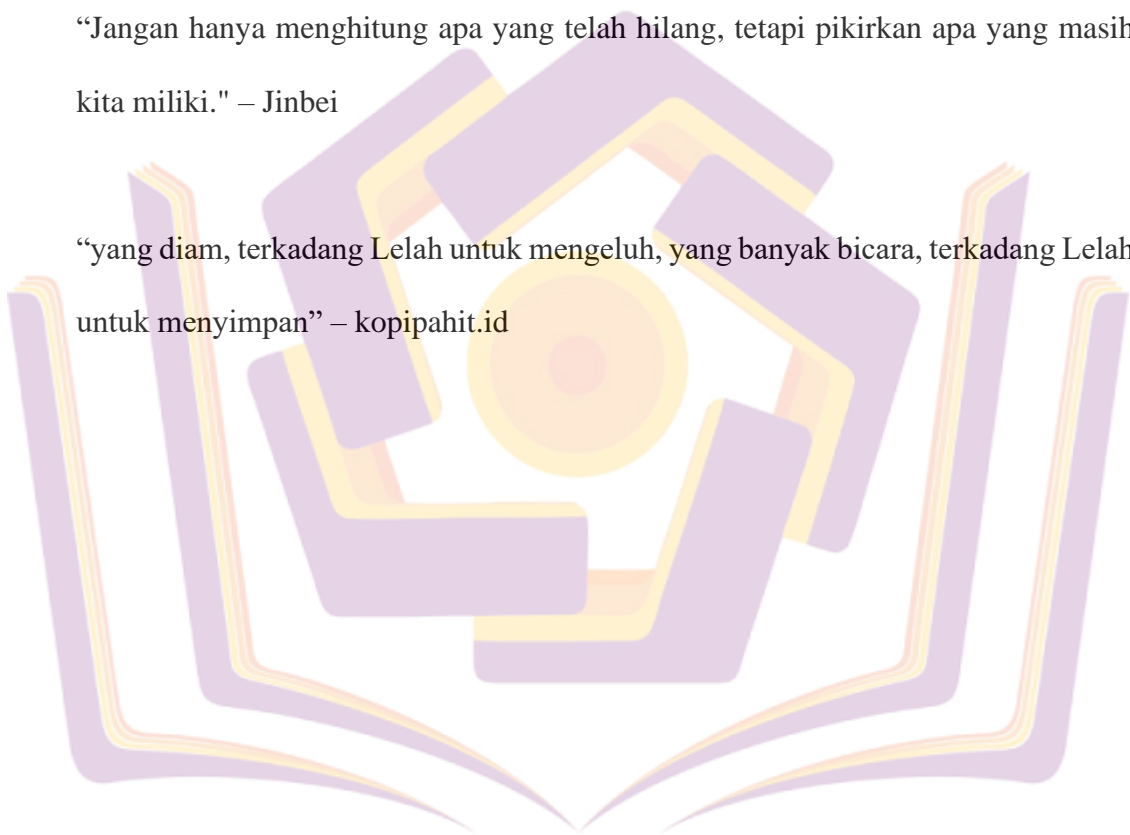 “Jangan hanya menghitung apa yang telah hilang, tetapi pikirkan apa yang masih
kita miliki." – Jinbei
“yang diam, terkadang Lelah untuk mengeluh, yang banyak bicara, terkadang Lelah
untuk menyimpan” – kopipahit.id